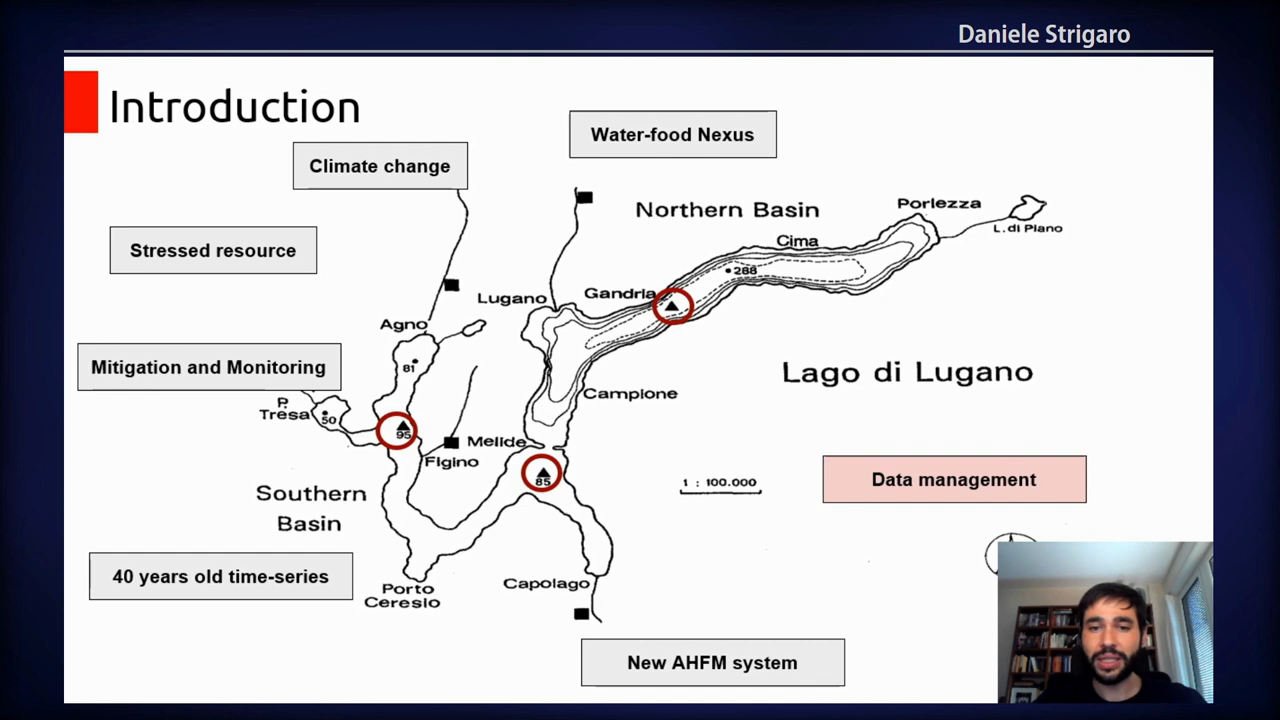 Daniele Strigaro
Introduction
Water-food Nexus
Climate change
Northern Basin
Porlezza
L. di Piano
Cima
288
Stressed resource
Lugano
Gandria
Agno
81
Mitigation and Monitoring
Lago di Lugano
Campione
P.
Tresa
50
95
Melide
Figino
85
Southern
Basin
1 : 100.000
Data management
40 years old time-series
Porto
Ceresio
Capolago
New AHFM system